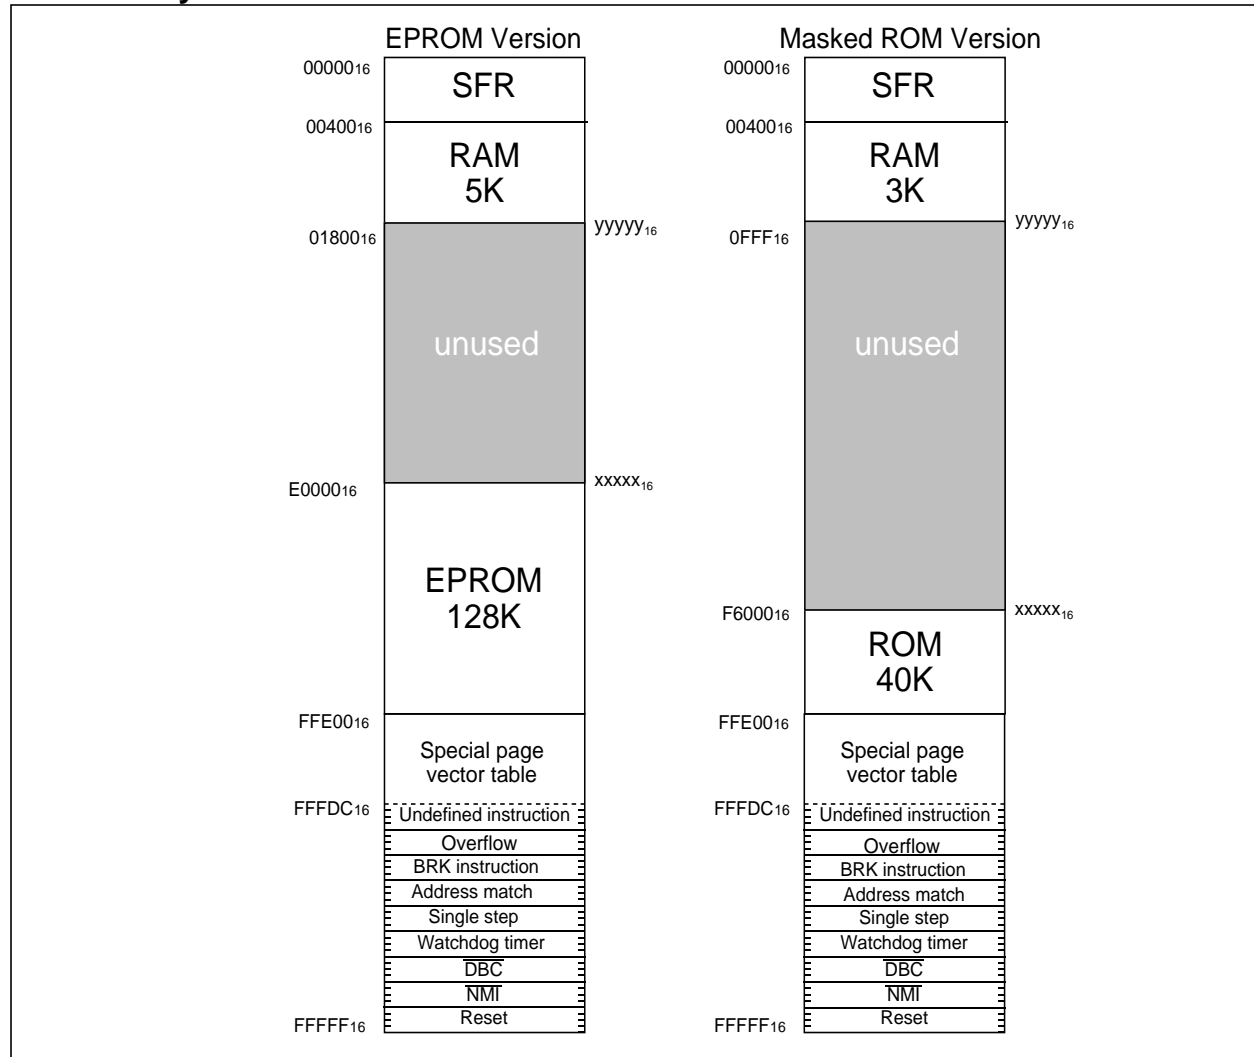 EPROM Version
0000016
SFR
0040016
RAM
5K
0180016
yyyyy16
unused
E000016
xxxxx16
EPROM
128K
FFE0016
Special page
vector table
FFFDC16
Undefined instruction
Overflow
BRK instruction
Address match
Single step
Watchdog timer
DBC
NMI
Reset
FFFFF16
Masked ROM Version
0000016
SFR
0040016
RAM
3K
0FFF16
yyyyy16
unused
F600016
xxxxx16
ROM
40K
FFE0016
Special page
vector table
FFFDC16
Undefined instruction
Overflow
BRK instruction
Address match
Single step
Watchdog timer
DBC
NMI
Reset
FFFFF16